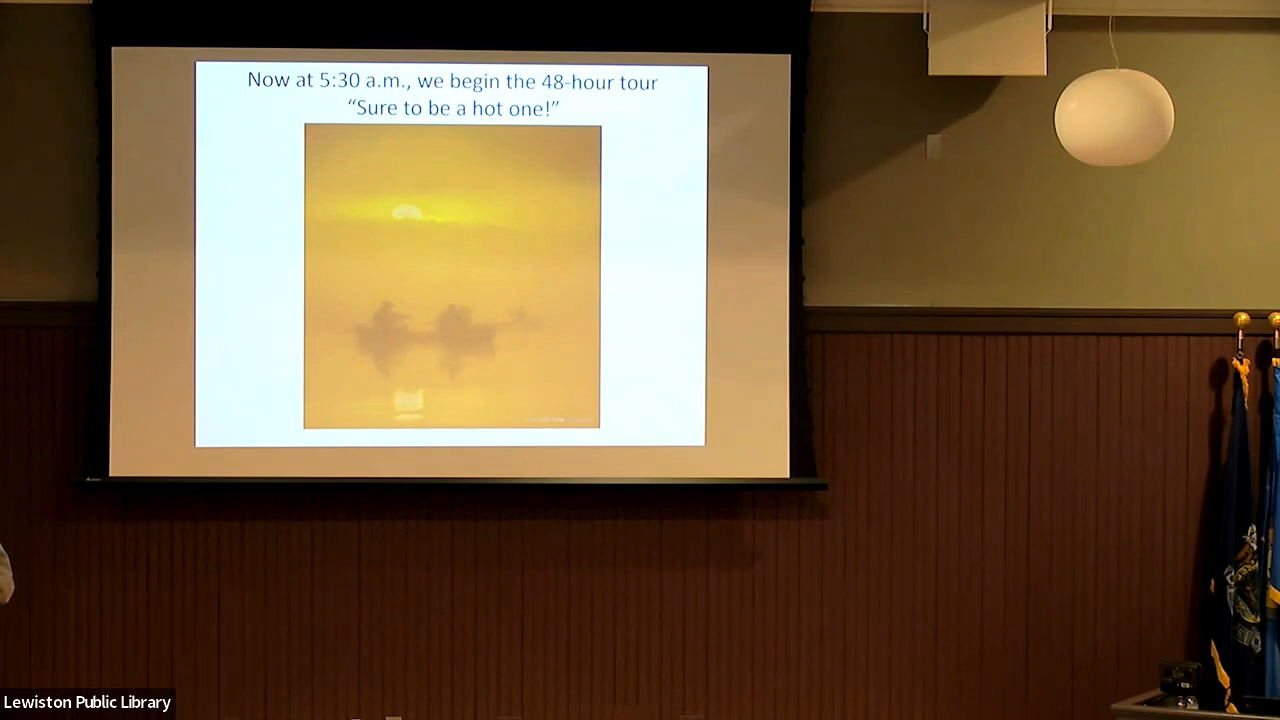 Now at 5:30 a.m., we begin the 48-hour tour
“Sure to be a hot one!”
Lewiston Public Library